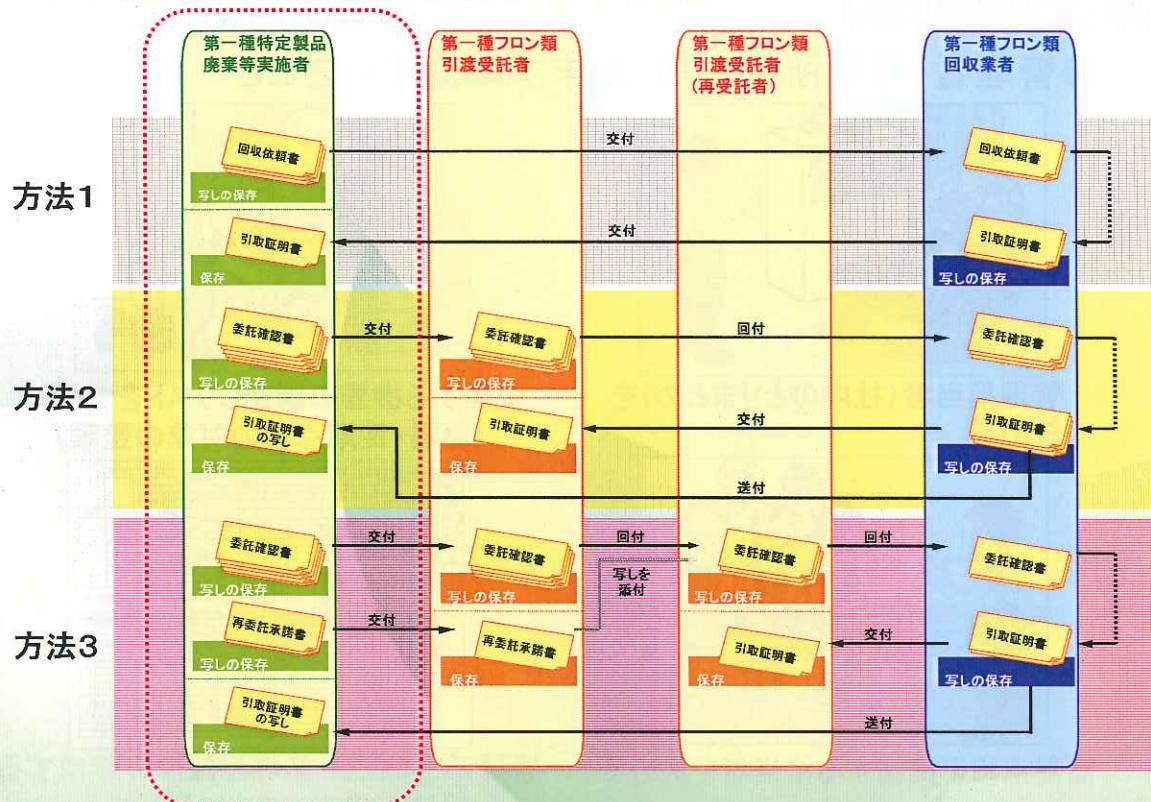 第一種特定製品
廃棄等実施者
第一種フロン類
引渡受託者
第一種フロン類
引渡受託者
(再受託者)
第一種フロン類
回収業者
方法1
回収依頼書
写しの保存
交付
回収依頼書
引取証明書
保存
交付
引取証明書
写しの保存
方法2
委託確認書
写しの保存
交付
委託確認書
写しの保存
回付
委託確認書
引取証明書
の写し
保存
引取証明書
保存
交付
引取証明書
写しの保存
送付
方法3
委託確認書
写しの保存
交付
委託確認書
写しの保存
回付
写しを
添付
委託確認書
写しの保存
回付
委託確認書
再委託承諾書
写しの保存
交付
再委託承諾書
保存
引取証明書
保存
交付
引取証明書
写しの保存
引取証明書
の写し
保存
送付